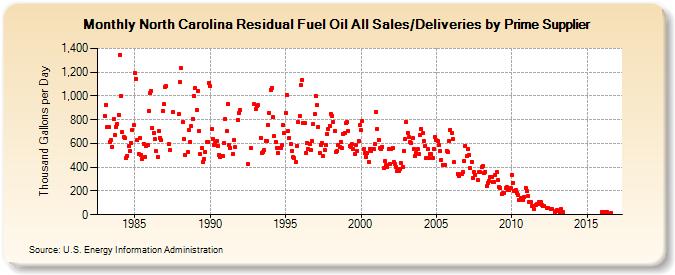 Monthly North Carolina Residual Fuel Oil All Sales/Deliveries by Prime Supplier
Thousand Gallons per Day
1,400
1,200
1,000
800
600
400
200
0
1985 1990 1995 2000 2005 2010 2015
Source: U.S. Energy Information Administration